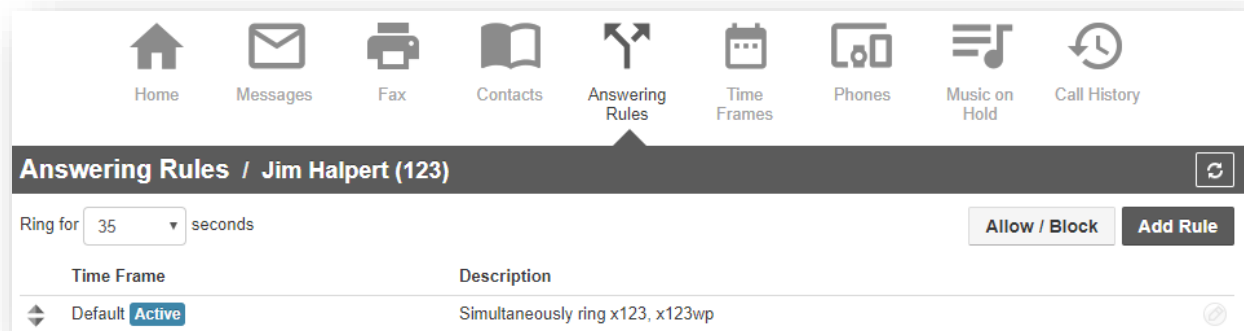 Home Messages Fax Contacts Answering Rules Time Frames Phones Music on Hold Call History
Answering Rules / Jim Halpert (123)
Ring for 35 seconds Allow / Block Add Rule
Time Frame Description
Default Active Simultaneously ring x123, x123wp